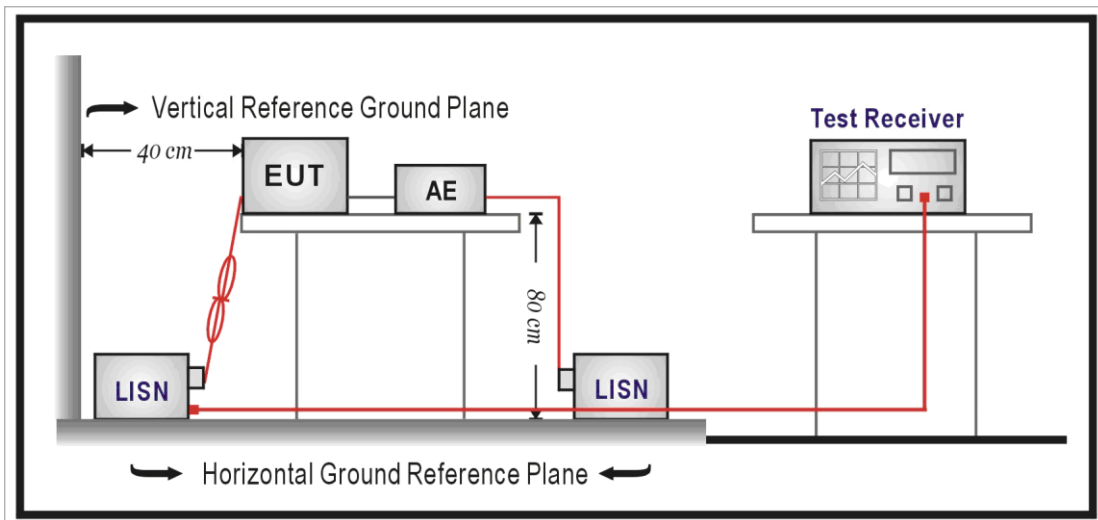 Vertical Reference Ground Plane
Test Receiver
40 cm
EUT
AE
80 cm
LISN
LISN
Horizontal Ground Reference Plane